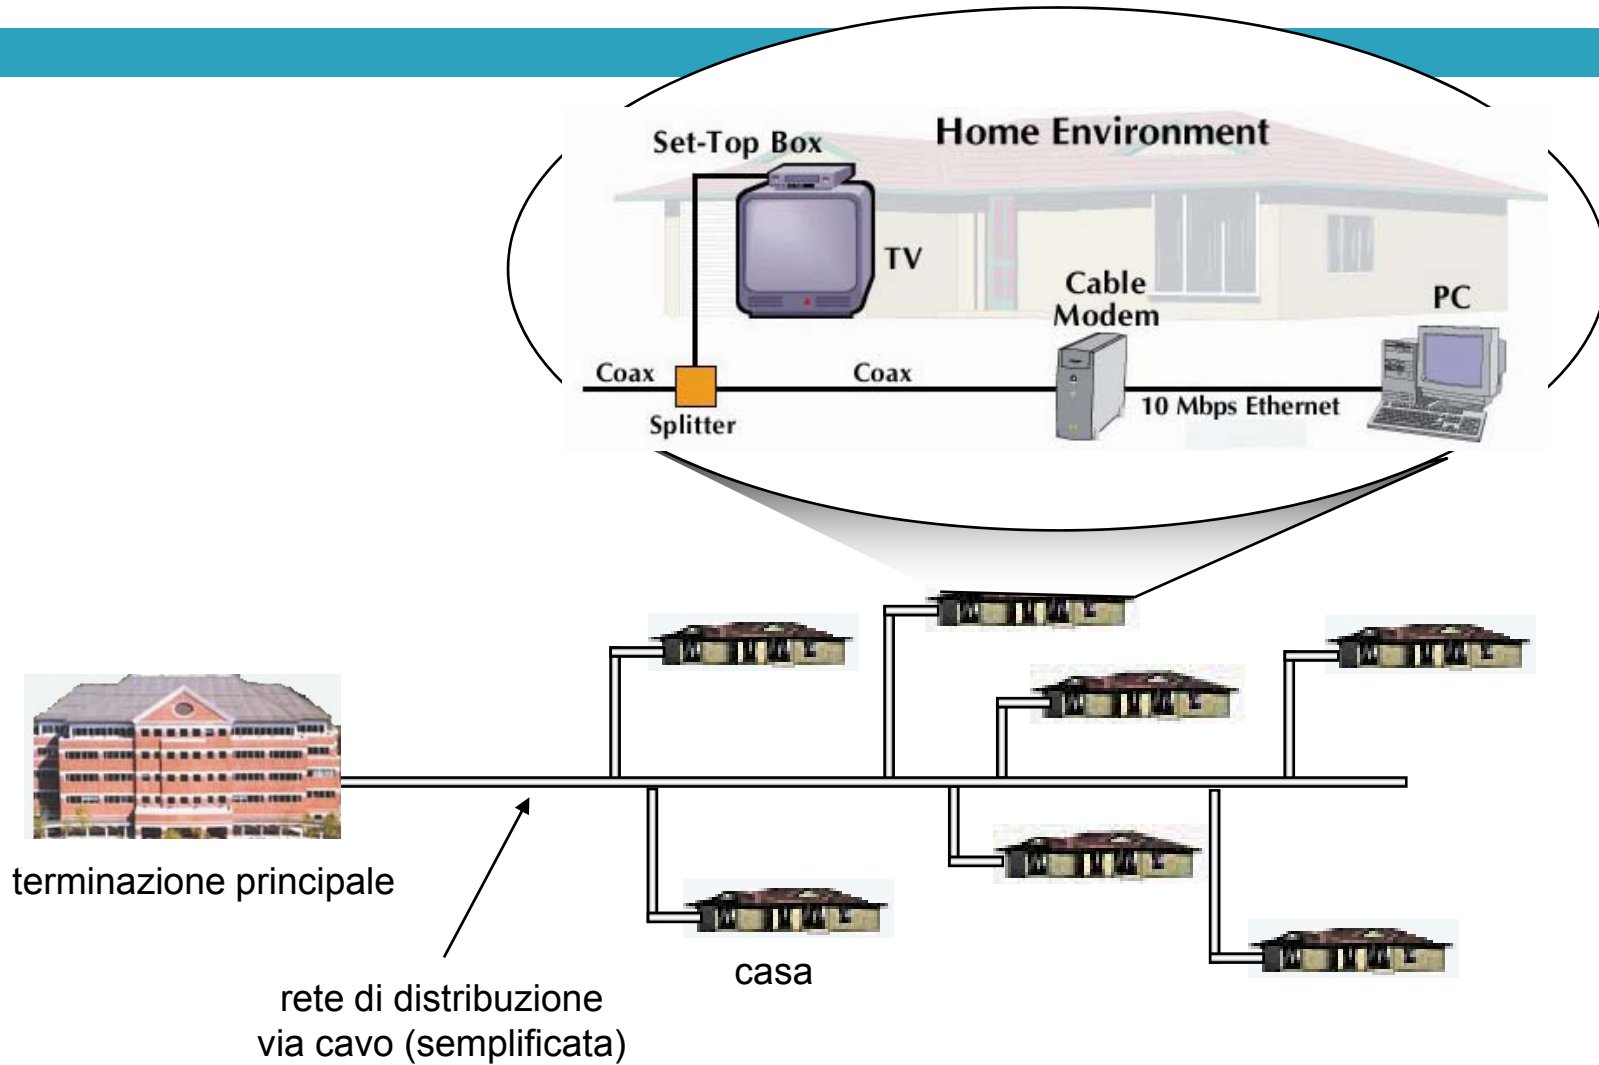 Home Environment
Set-Top Box
TV
Cable
Modem
PC
Coax
Coax
10 Mbps Ethernet
Splitter
terminazione principale
casa
rete di distribuzione
via cavo (semplificata)